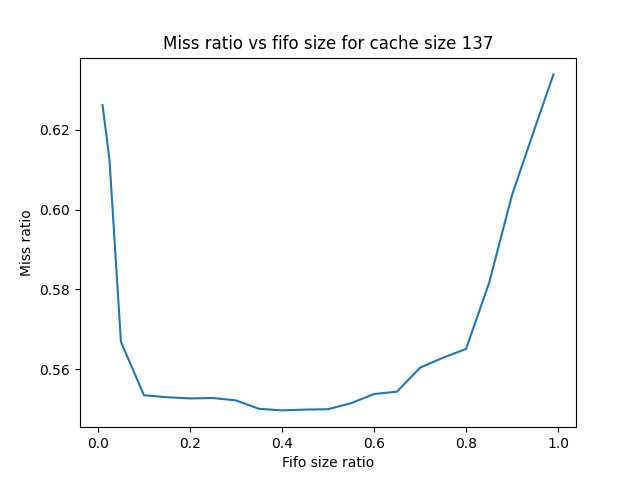 Miss ratio vs fifo size for cache size 137
0.62
0.60
0.58
0.56
Miss ratio
0.0 0.2 0.4 0.6 0.8 1.0
Fifo size ratio